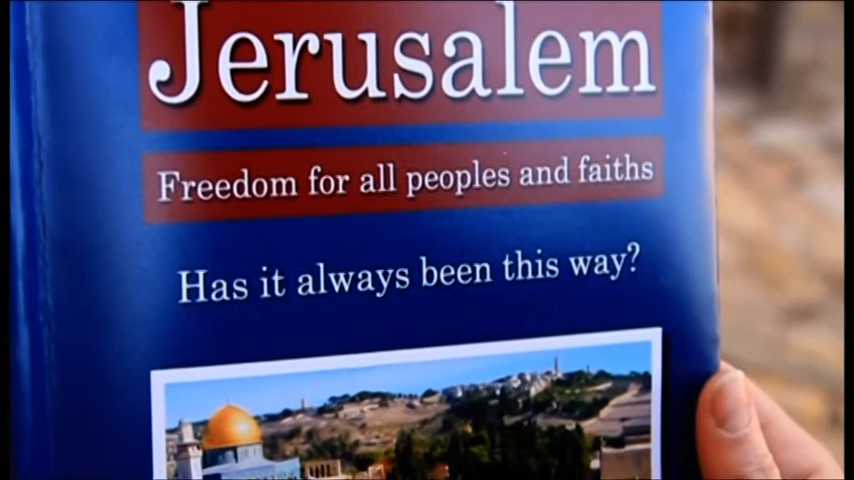 Jerusalem
Freedom for all peoples and faiths
Has it always been this way?